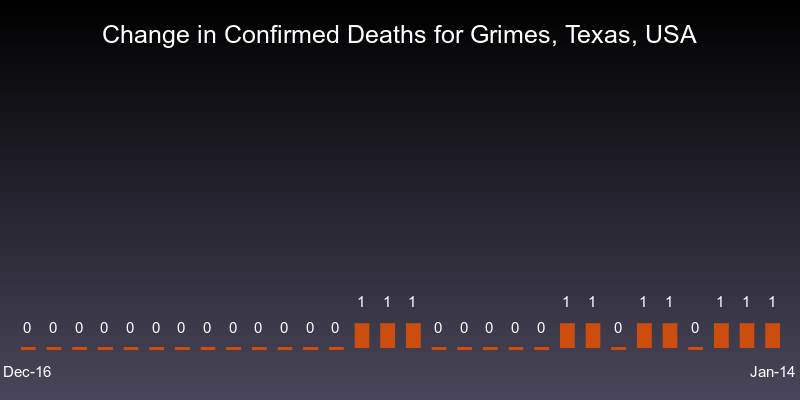 Change in Confirmed Deaths for Grimes, Texas, USA
0 0 0 0 0 0 0 0 0 0 0 0 0 1 1 1 0 0 0 0 0 1 1 0 1 1 0 1 1 1
Dec-16 Jan-14